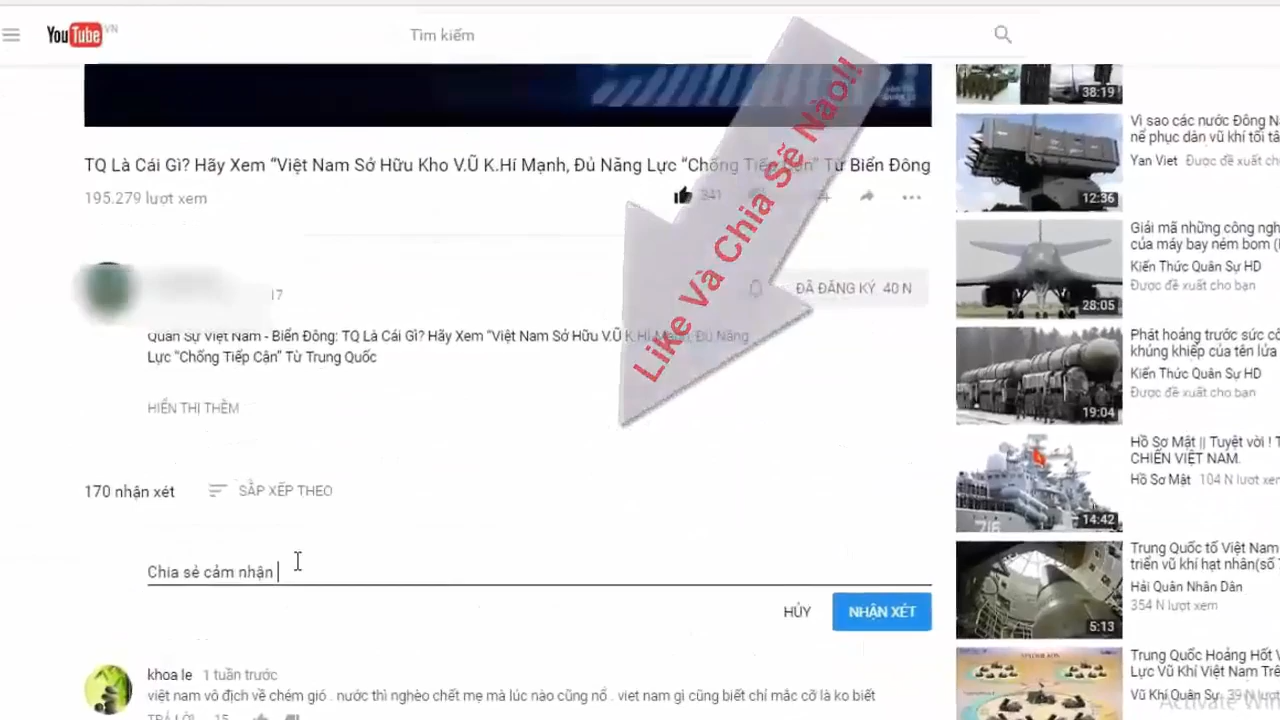 YouTube VN
Tìm kiếm
TQ Là Cái Gì? Hãy Xem “Việt Nam Sở Hữu Kho V.Ũ K.Hí Mạnh, Đủ Năng Lực “Chống Tiếp Cận” Từ Biển Đông
195.279 lượt xem
341
Like Và Chia Sẽ Nào!!
17
ĐÃ ĐĂNG KÝ 40 N
Quân Sự Việt Nam - Biển Đông: TQ Là Cái Gì? Hãy Xem “Việt Nam Sở Hữu V.Ũ K.Hí Mạnh, Đủ Năng
Lực “Chống Tiếp Cận” Từ Trung Quốc
HIỂN THỊ THÊM
170 nhận xét
SẮP XẾP THEO
Chia sẻ cảm nhận
HỦY
NHẬN XÉT
khoa le 1 tuần trước
việt nam vô địch về chém gió . nước thì nghèo chết mẹ mà lúc nào cũng nổ . viet nam gì cũng biết chỉ mắc cỡ là ko biết
TRẢ LỜI 15
38:19
Vì sao các nước Đông N
nể phục dàn vũ khí tối tâ
Yan Viet Được đề xuất ch
12:36
Giải mã những công ngh
của máy bay ném bom (
Kiến Thức Quân Sự HD
Được đề xuất cho bạn
28:05
Phát hoảng trước sức cô
khủng khiếp của tên lửa
Kiến Thức Quân Sự HD
Được đề xuất cho bạn
19:04
Hồ Sơ Mật || Tuyệt vời ! T
CHIẾN VIỆT NAM.
Hồ Sơ Mật 104 N lượt xem
716
14:42
Trung Quốc tố Việt Nam
triển vũ khí hạt nhân(số
Hải Quân Nhân Dân
354 N lượt xem
5:13
Trung Quốc Hoảng Hốt V
Lực Vũ Khí Việt Nam Trê
Vũ Khí Quân Sự 39 N lượt
Activate Win